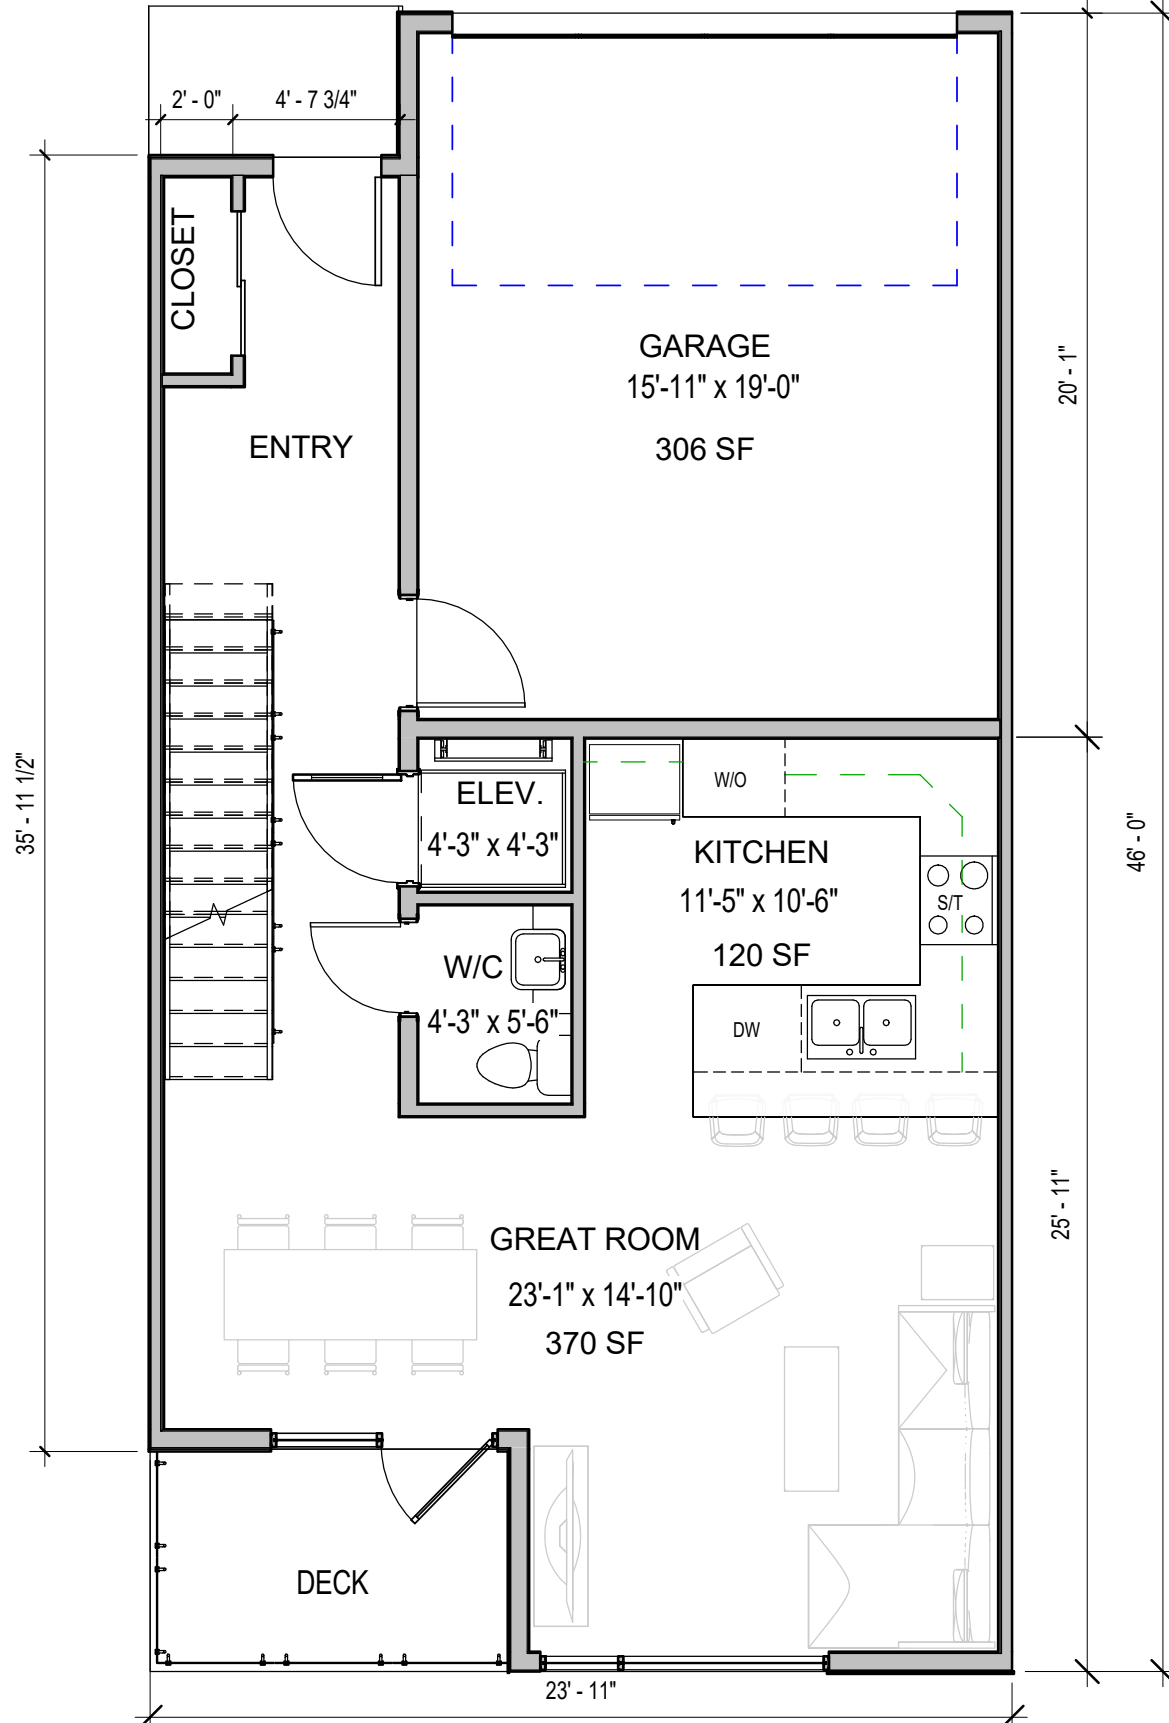 2' - 0"
4' - 7 3/4"
CLOSET
GARAGE
15'-11" x 19'-0"
306 SF
20' - 1"
ENTRY
35' - 11 1/2"
ELEV.
4'-3" x 4'-3"
W/O
KITCHEN
11'-5" x 10'-6"
120 SF
S/T
46' - 0"
W/C
4'-3" x 5'-6"
DW
25' - 11"
GREAT ROOM
23'-1" x 14'-10"
370 SF
DECK
23' - 11"